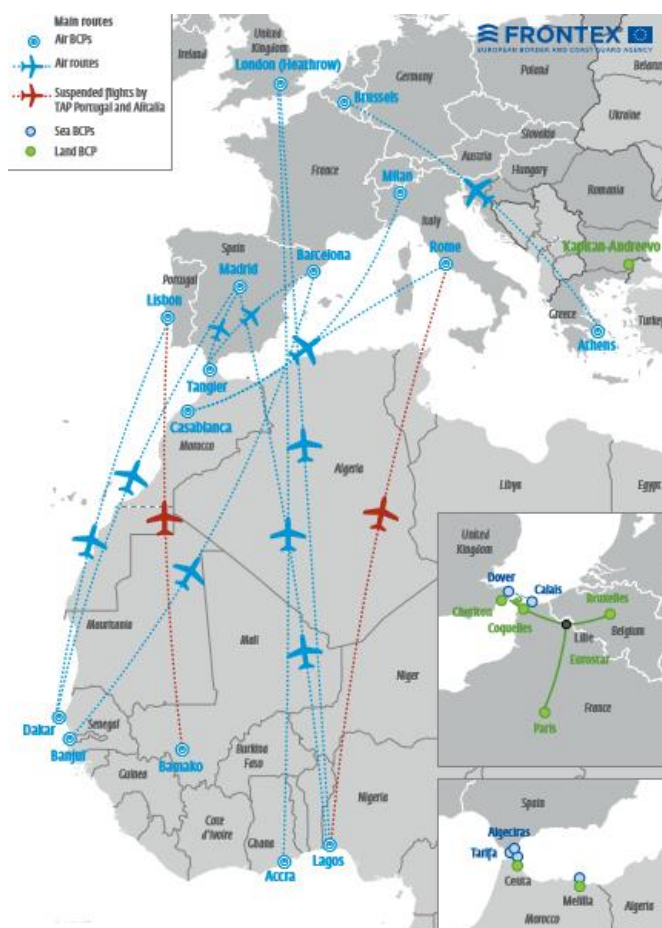 Main routes
Air BCPs
Air routes
Suspended flights by
TAP Portugal and Alitalia
Sea BCPs
Land BCP
FRONTEX
EUROPEAN BORDER AND COAST GUARD AGENCY
Ireland
United
Kingdom
London (Heathrow)
Brussels
Germany
Poland
Belarus
Ukraine
Slovakia
Austria
Hungary
France
Milan
Romania
Italy
Spain
Barcelona
Rome
Kapitan-Andreevo
Portugal
Madrid
Lisbon
Greece
Turkey
Athens
Tangier
Casablanca
Morocco
Algeria
Libya
Egypt
United
Kingdom
Dover
Calais
Cheriton
Bruxelles
Coquelles
Lille
Belgium
Eurostar
France
Paris
Mauritania
Mali
Niger
Dakar
Senegal
Banjul
Bamako
Burkina
Faso
Guinea
Nigeria
Cote
d'Ivoire
Ghana
Lagos
Accra
Spain
Algeciras
Tarifa
Ceuta
Melilla
Morocco
Algeria